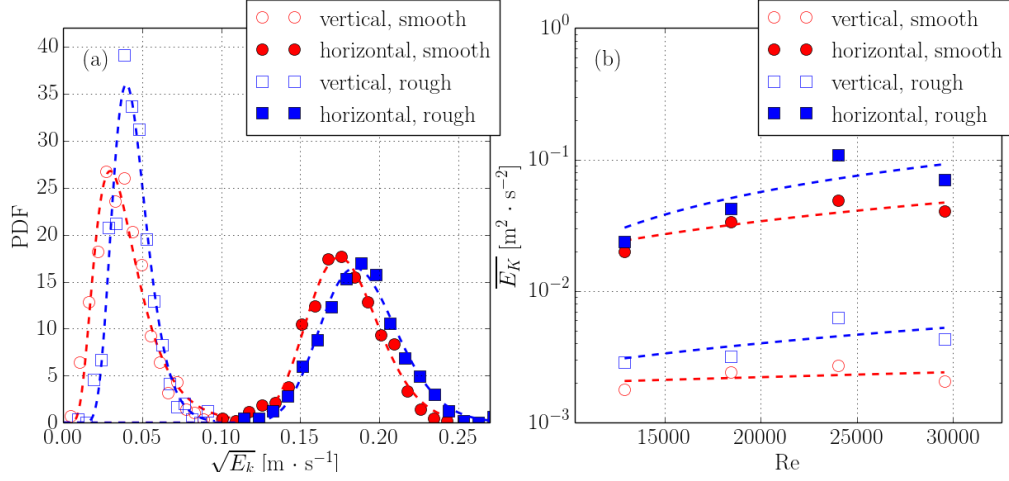 vertical, smooth
horizontal, smooth
vertical, rough
horizontal, rough
(a)
40
35
30
25
20
15
10
5
0
PDF
0.00 0.05 0.10 0.15 0.20 0.25
√E_k [m · s⁻¹]
vertical, smooth
horizontal, smooth
vertical, rough
horizontal, rough
(b)
10⁰
10⁻¹
10⁻²
10⁻³
E_K [m² · s⁻²]
15000 20000 25000 30000
Re